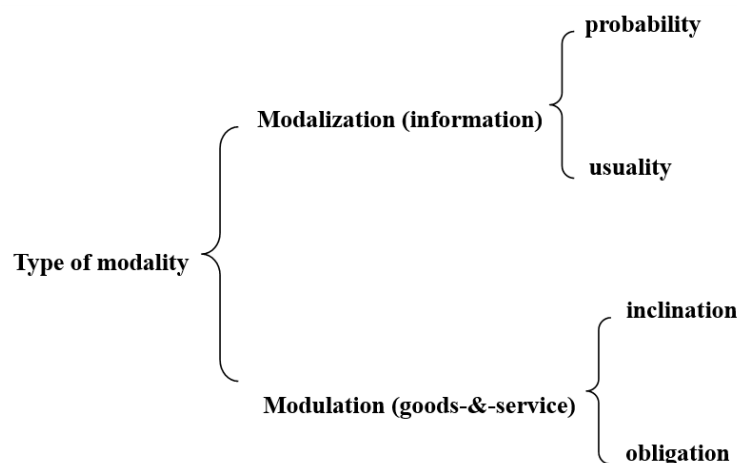 probability
Modalization (information)
usuality
Type of modality
inclination
Modulation (goods-&-service)
obligation